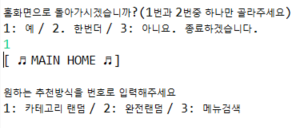 홈화면으로 돌아가시겠습니까?(1번과 2번중 하나만 골라주세요)
1: 예 / 2. 한번더 / 3: 아니요. 종료하겠습니다.
1
[ ♬MAIN HOME ♬]
원하는 추천방식을 번호로 입력해주세요
1: 카테고리 랜덤 / 2: 완전랜덤 / 3: 메뉴검색